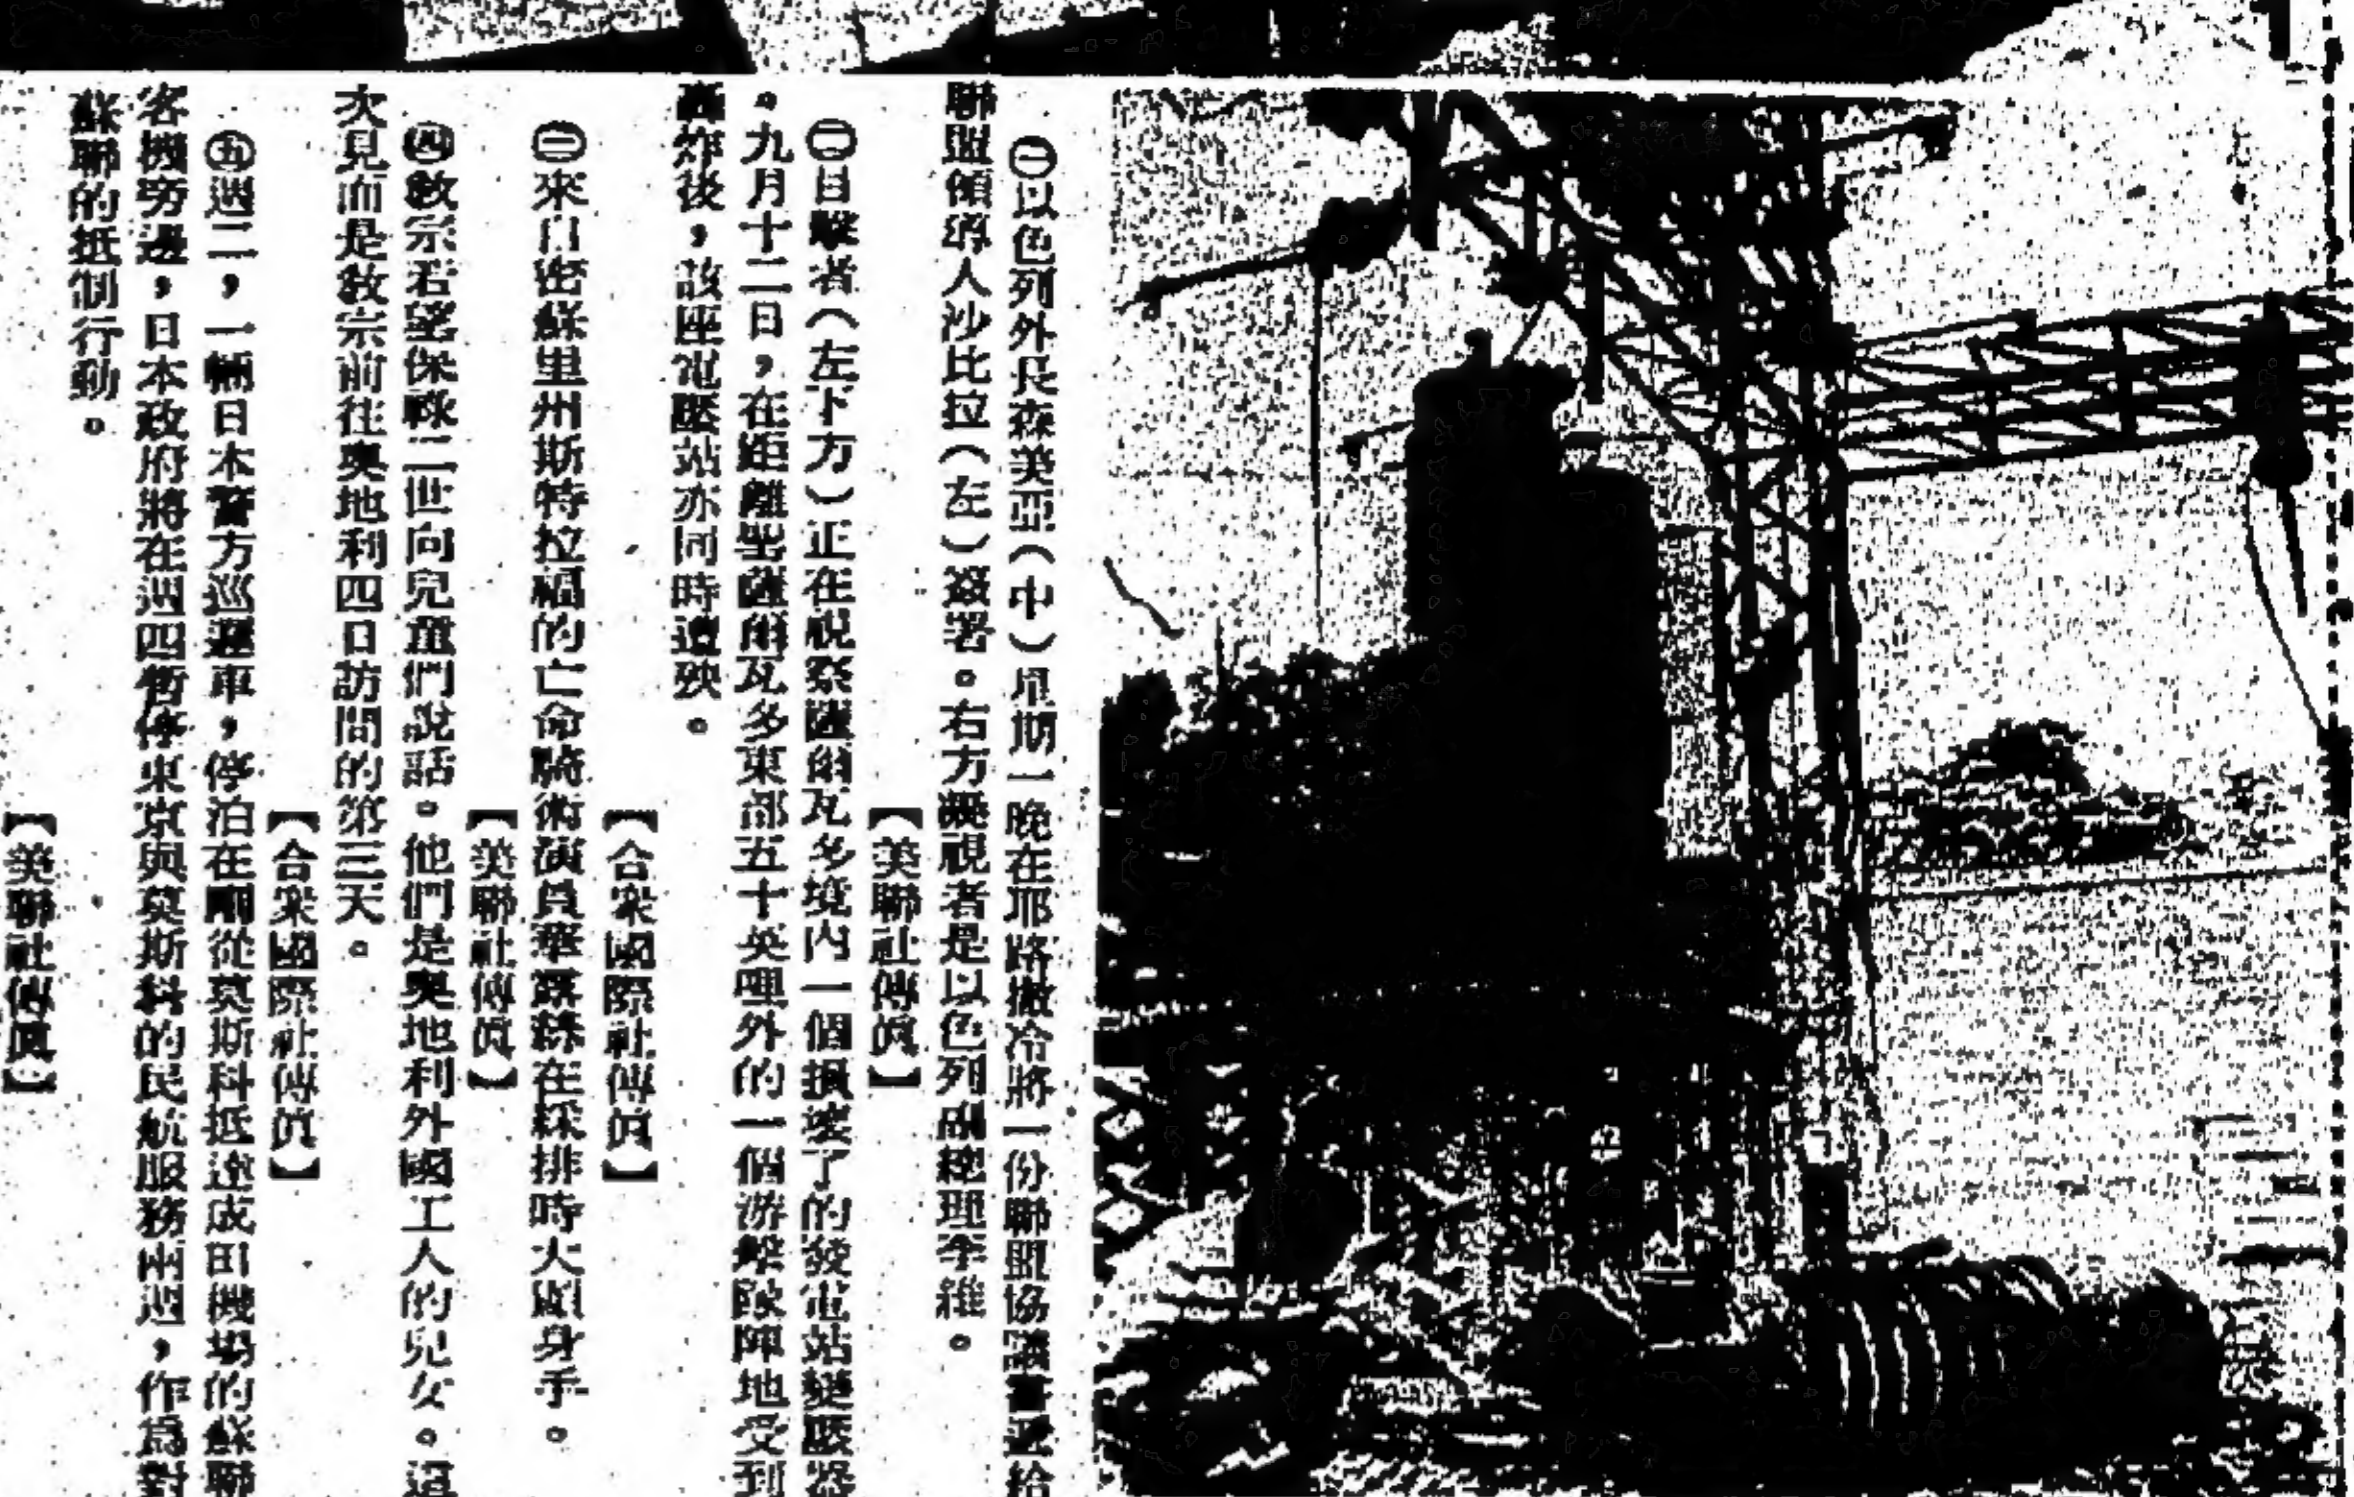 ㊀以色列外長森美亞（中）星期一晚在耶路撒冷將一份聯盟協議書遞給
聯盟領導人沙比拉（左）簽署。右方凝視者是以色列副總理李維。
【美聯社傳眞】
㊁目擊者（左下方）正在視察薩爾瓦多境内一個損壞了的發電站變壓器
。九月十二日，在距離聖薩爾瓦多東部五十英哩外的一個游擊隊陣地受到
轟炸後，該座電壓站亦同時遭殃。
【合衆國際社傳眞】
㊂來自密蘇里州斯特拉福的亡命騎術演員華露絲在綵排時大顯身手。
【美聯社傳眞】
㊃敎宗若望保祿二世向兒童們說話。他們是奧地利外國工人的兒女。這
次見面是敎宗前往奧地利四日訪問的第三天。
【合衆國際社傳眞】
㊄週二，一輛日本警方巡邏車，停泊在剛從莫斯科抵達成田機場的蘇聯
客機旁邊，日本政府將在週四暫停東京與莫斯科的民航服務兩週，作爲對
蘇聯的抵制行動。
【美聯社傳眞】